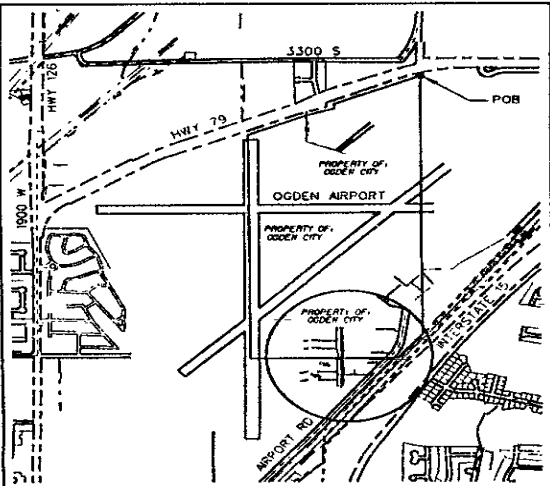 3300 S
HWY 126
HWY 79
POB
1900 W
PROPERTY OF:
OGDEN CITY
OGDEN AIRPORT
PROPERTY OF:
OGDEN CITY
PROPERTY OF:
OGDEN CITY
INTERSTATE 15
AIRPORT RD